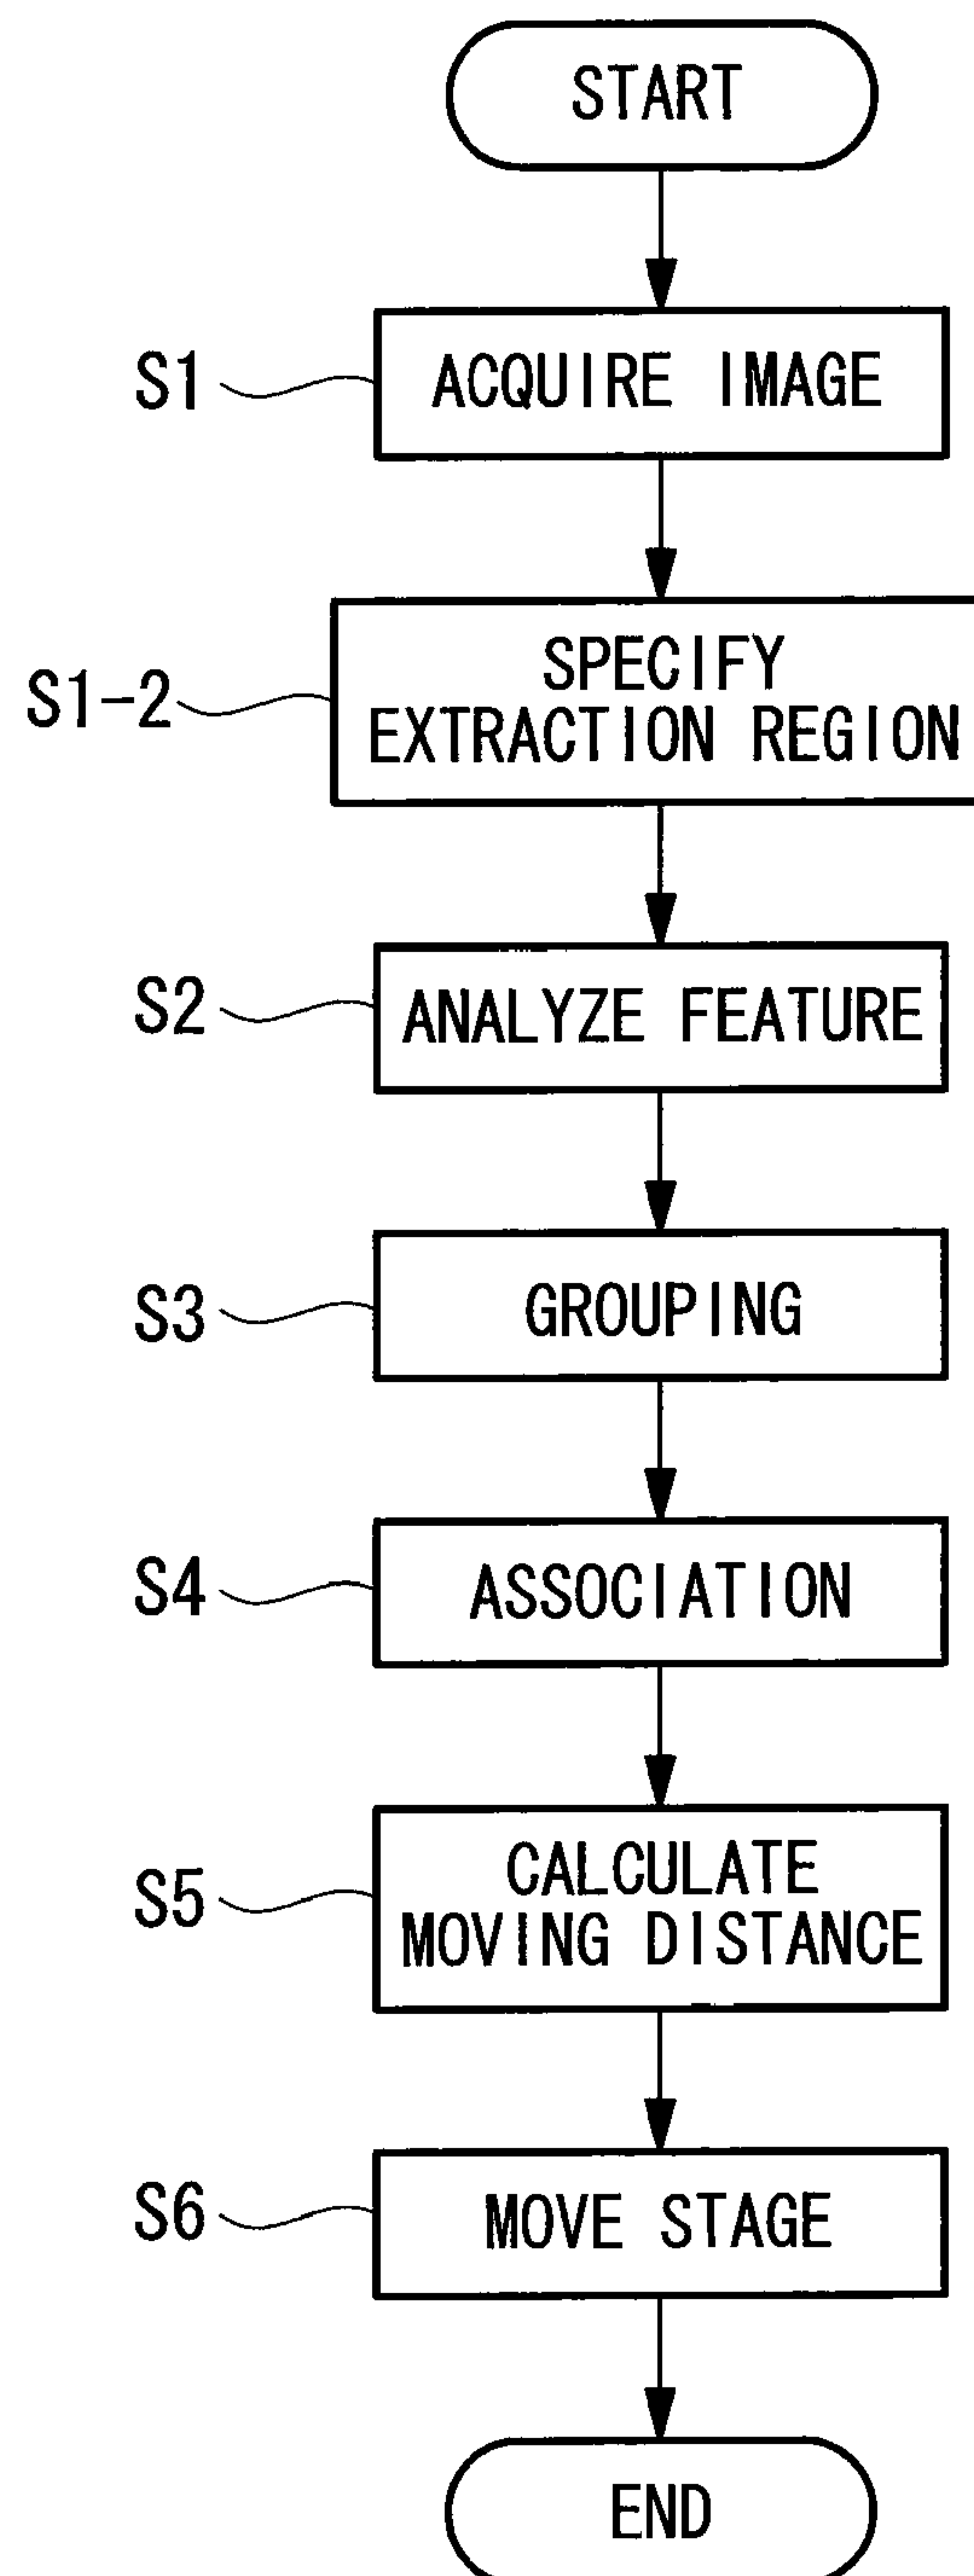 START
S1
ACQUIRE IMAGE
S1-2
SPECIFY
EXTRACTION REGION
S2
ANALYZE FEATURE
S3
GROUPING
S4
ASSOCIATION
S5
CALCULATE
MOVING DISTANCE
S6
MOVE STAGE
END